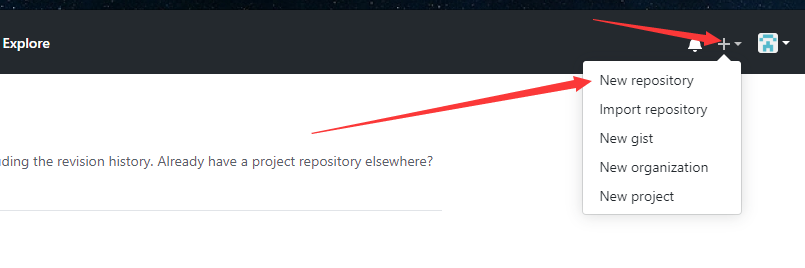 Explore
New repository
Import repository
New gist
uding the revision history. Already have a project repository elsewhere?
New organization
New project